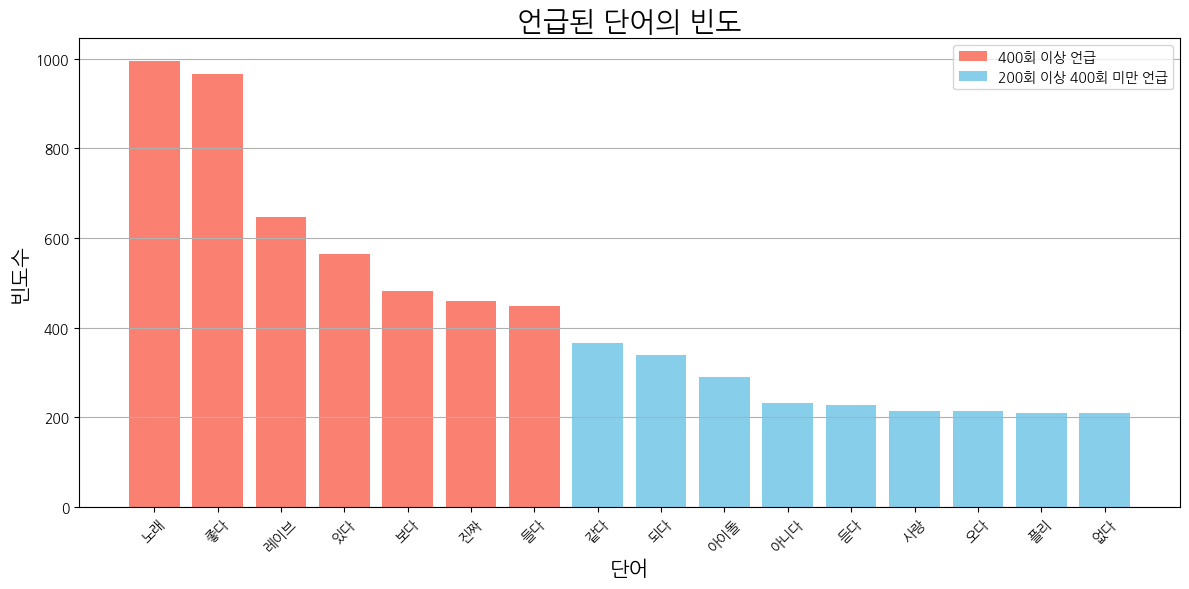 언급된 단어의 빈도
400회 이상 언급
200회 이상 400회 미만 언급
빈도수
1000
800
600
400
200
0
노래
좋다
레이브
있다
보다
진짜
들다
같다
되다
아이돌
아니다
듣다
사랑
오다
플리
없다
단어